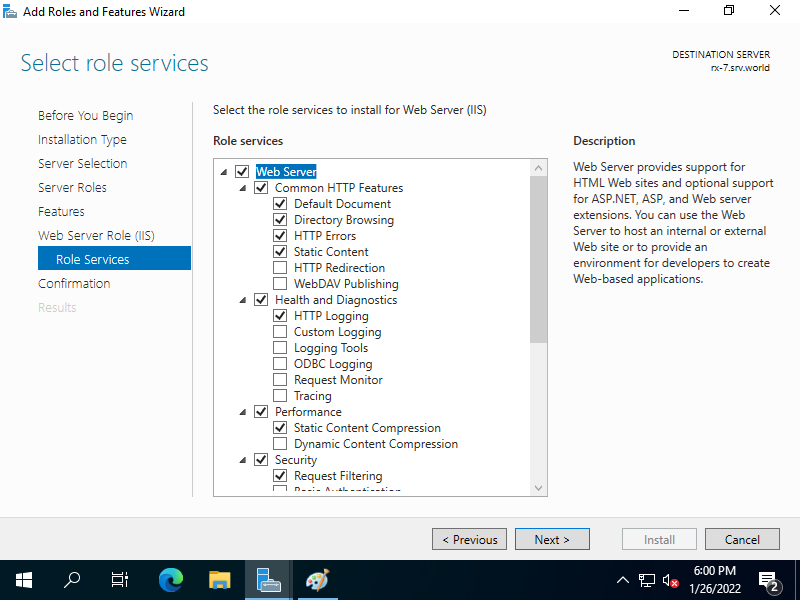 Add Roles and Features Wizard
Select role services
DESTINATION SERVER
rx-7.srv.world
Before You Begin
Installation Type
Server Selection
Server Roles
Features
Web Server Role (IIS)
Role Services
Confirmation
Results
Select the role services to install for Web Server (IIS)
Role services
Web Server
Common HTTP Features
Default Document
Directory Browsing
HTTP Errors
Static Content
HTTP Redirection
WebDAV Publishing
Health and Diagnostics
HTTP Logging
Custom Logging
Logging Tools
ODBC Logging
Request Monitor
Tracing
Performance
Static Content Compression
Dynamic Content Compression
Security
Request Filtering
Basic Authentication
Description
Web Server provides support for
HTML Web sites and optional support
for ASP.NET, ASP, and Web server
extensions. You can use the Web
Server to host an internal or external
Web site or to provide an
environment for developers to create
Web-based applications.
< Previous
Next >
Install
Cancel
6:00 PM
1/26/2022
2